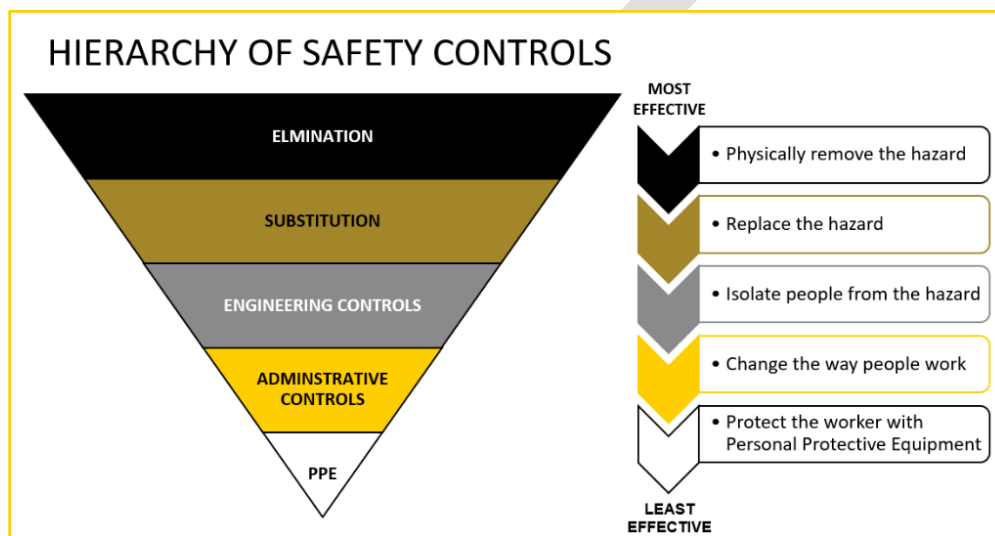 HIERARCHY OF SAFETY CONTROLS
ELMINATION
SUBSTITUTION
ENGINEERING CONTROLS
ADMINSTRATIVE
CONTROLS
PPE
MOST
EFFECTIVE
• Physically remove the hazard
• Replace the hazard
• Isolate people from the hazard
• Change the way people work
• Protect the worker with
Personal Protective Equipment
LEAST
EFFECTIVE